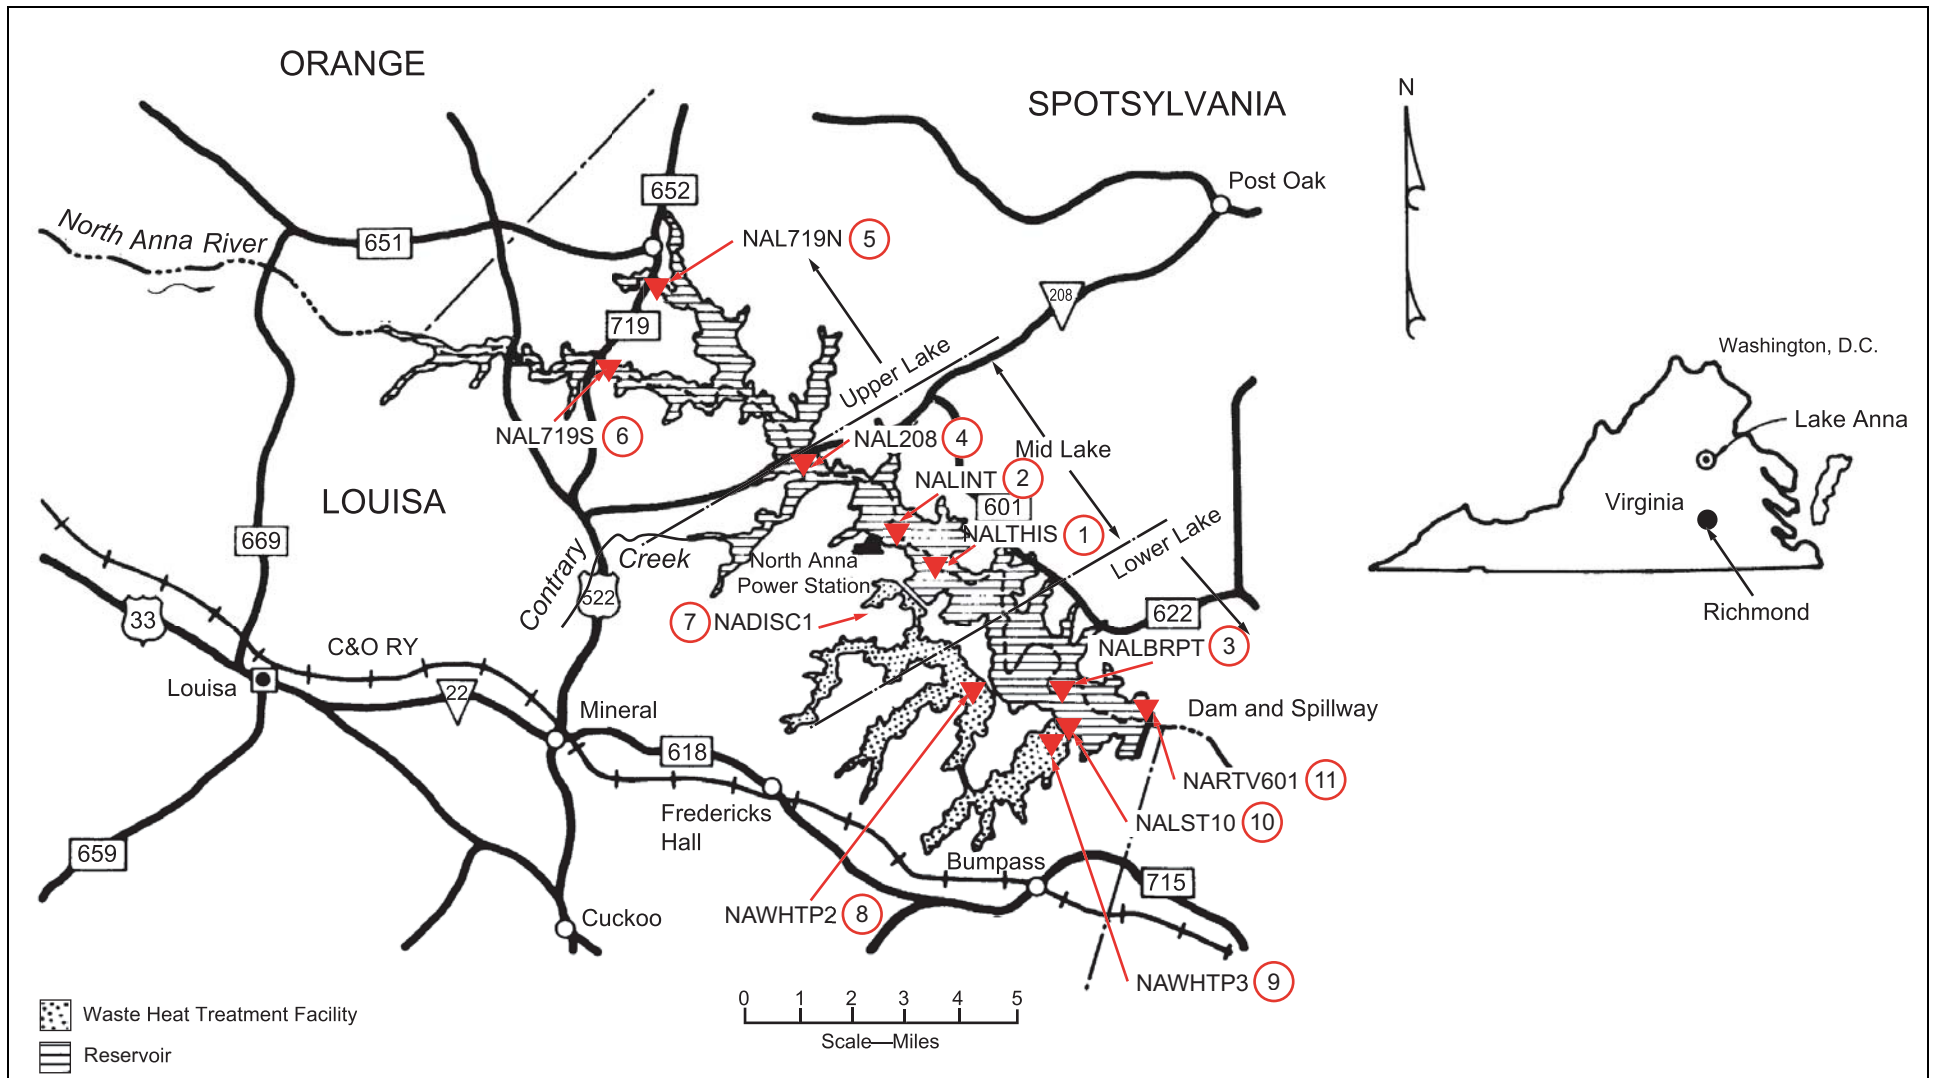 ORANGE
SPOTSYLVANIA
N
Post Oak
652
North Anna River
651
NAL719N 5
208
719
Upper Lake
Washington, D.C.
Lake Anna
NAL719S 6
NAL208 4
Mid Lake
NALINT 2
LOUISA
601
Virginia
669
NALTHIS 1
Lower Lake
Contrary
Creek
North Anna
Power Station
522
33
7 NADISC1
622
Richmond
C&O RY
NALBRPT 3
Louisa
22
Mineral
Dam and Spillway
618
NARTV601 11
Fredericks
Hall
NALST10 10
659
Bumpass
715
NAWHTP2 8
Cuckoo
NAWHTP3 9
0 1 2 3 4 5
Scale—Miles
Waste Heat Treatment Facility
Reservoir